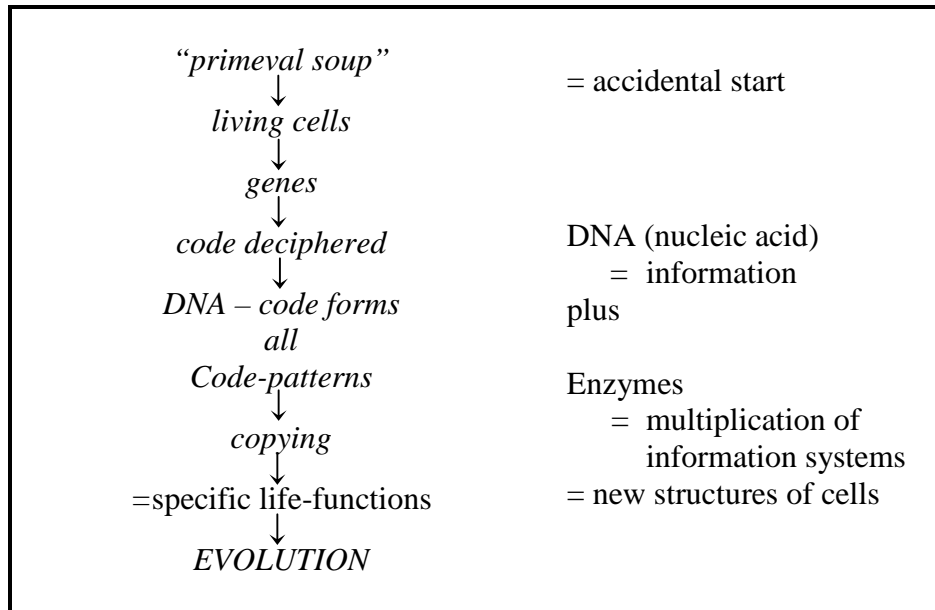 “primeval soup”
= accidental start
living cells
genes
code deciphered
DNA (nucleic acid)
= information
DNA – code forms
plus
all
Code-patterns
Enzymes
= multiplication of
copying
information systems
=specific life-functions
= new structures of cells
EVOLUTION